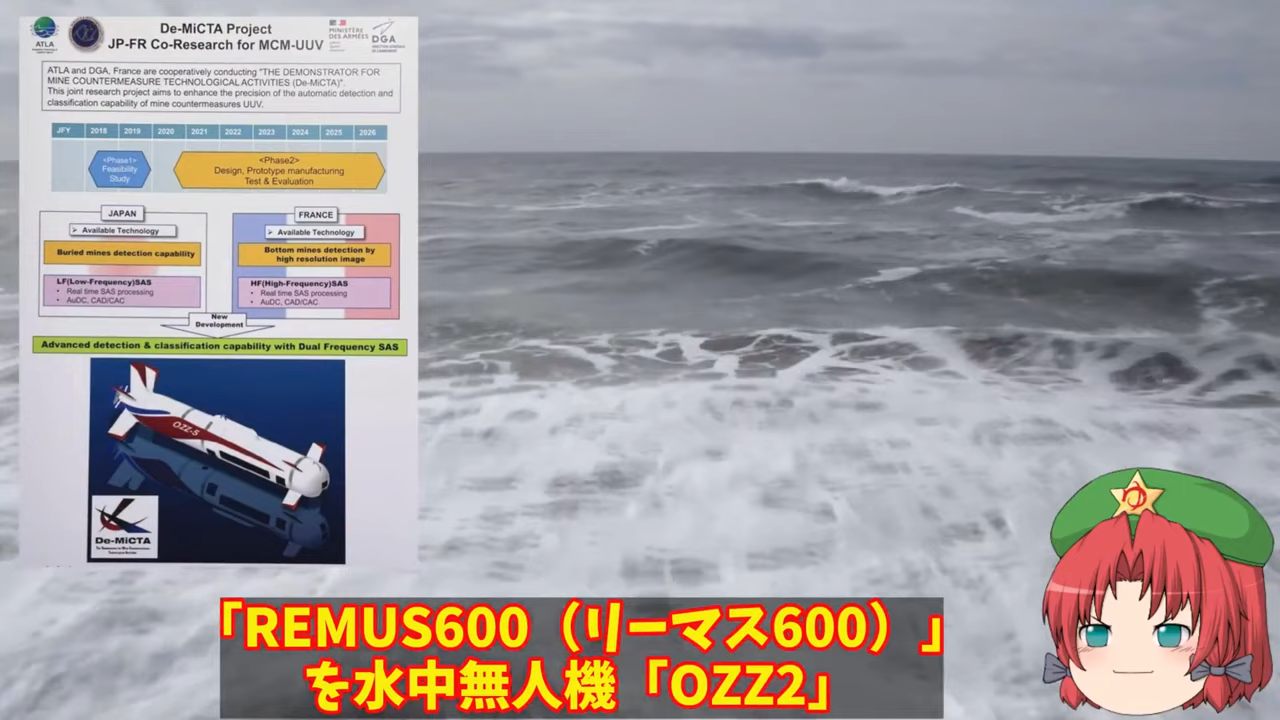 De-MiCTA Project
JP-FR Co-Research for MCM-UUV
ATLA
MINISTÈRE
DES ARMÉES
DGA
ATLA and DGA, France are cooperatively conducting "THE DEMONSTRATOR FOR
MINE COUNTERMEASURE TECHNOLOGICAL ACTIVITIES (De-MiCTA)".
This joint research project aims to enhance the precision of the automatic detection and
classification capability of mine countermeasures UUV.
JFY 2018 2019 2020 2021 2022 2023 2024 2025 2026
<Phase1>
Feasibility
Study
<Phase2>
Design, Prototype manufacturing
Test & Evaluation
JAPAN
➢ Available Technology
Buried mines detection capability
LF(Low-Frequency)SAS
• Real time SAS processing
• AuDC, CAD/CAC
FRANCE
➢ Available Technology
Bottom mines detection by
high resolution image
HF(High-Frequency)SAS
• Real time SAS processing
• AuDC, CAD/CAC
New
Development
Advanced detection & classification capability with Dual Frequency SAS
OZZ-5
De-MiCTA
ゆ
「REMUS600（リーマス600）」
を水中無人機「OZZ2」